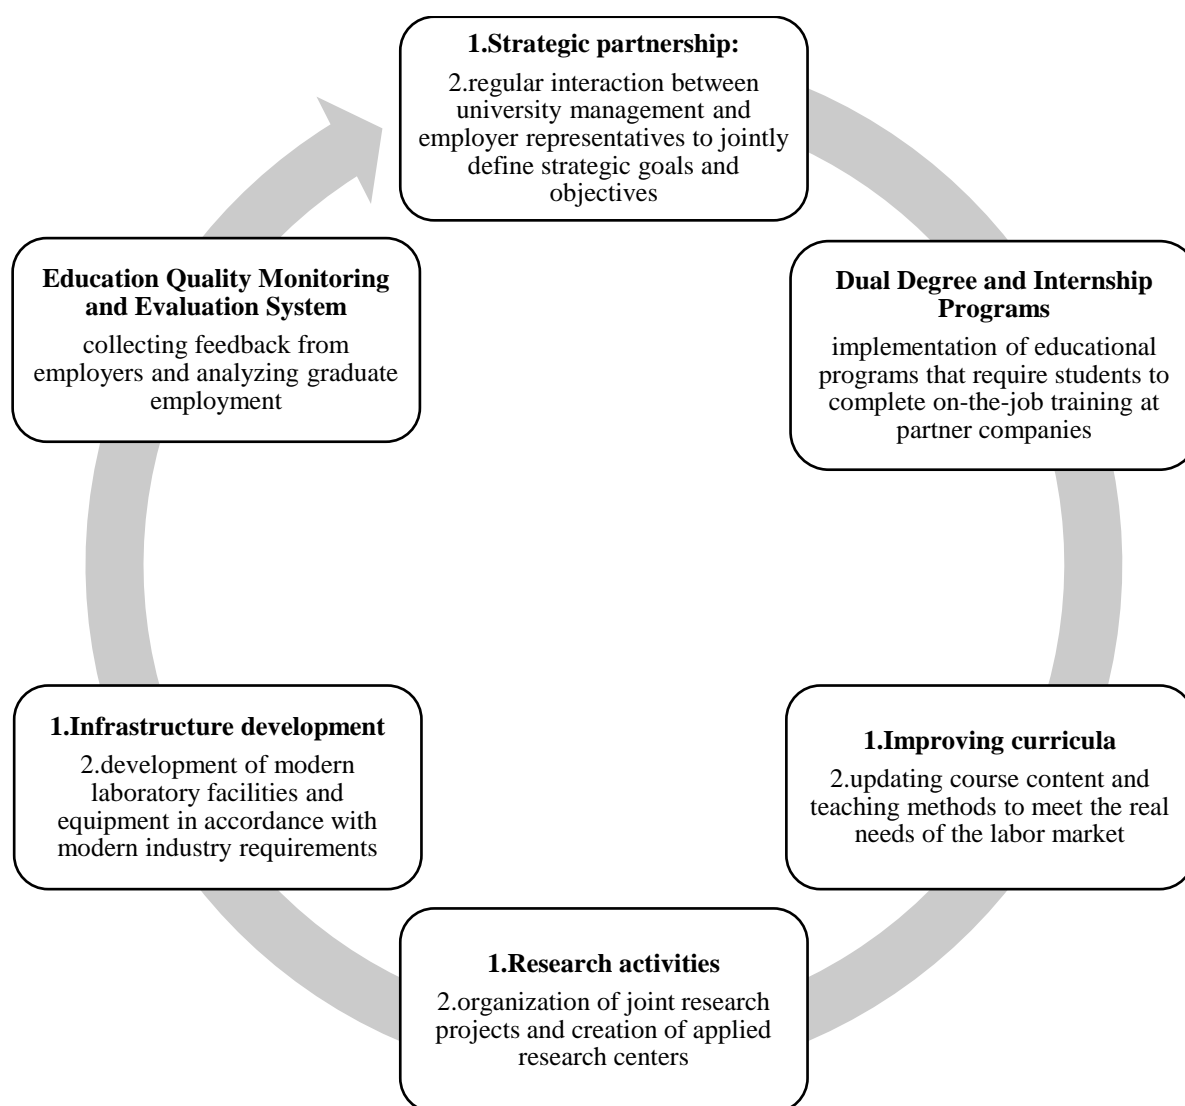 1.Strategic partnership:
2.regular interaction between
university management and
employer representatives to jointly
define strategic goals and
objectives
Dual Degree and Internship
Programs
implementation of educational
programs that require students to
complete on-the-job training at
partner companies
1.Improving curricula
2.updating course content and
teaching methods to meet the real
needs of the labor market
1.Research activities
2.organization of joint research
projects and creation of applied
research centers
1.Infrastructure development
2.development of modern
laboratory facilities and
equipment in accordance with
modern industry requirements
Education Quality Monitoring
and Evaluation System
collecting feedback from
employers and analyzing graduate
employment